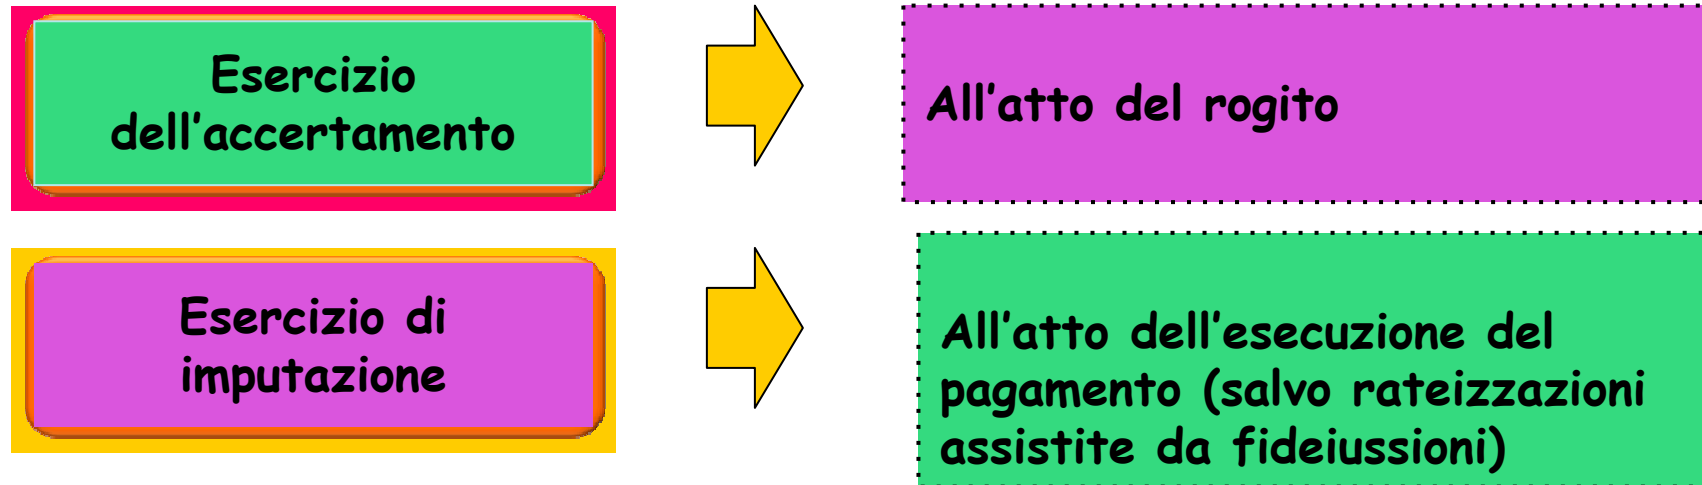 Esercizio
dell'accertamento
All'atto del rogito
Esercizio di
imputazione
All'atto dell'esecuzione del
pagamento (salvo rateizzazioni
assistite da fideiussioni)